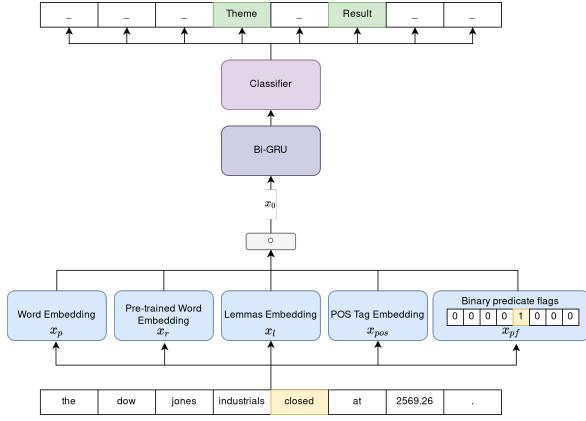 _ _ _ Theme _ Result _ _
Classifier
Bi-GRU
x₀
○
Word Embedding
xₚ
Pre-trained Word
Embedding
xᵣ
Lemmas Embedding
xₗ
POS Tag Embedding
x_pos
Binary predicate flags
0 0 0 0 1 0 0 0
x_pf
the dow jones industrials closed at 2569.26 .